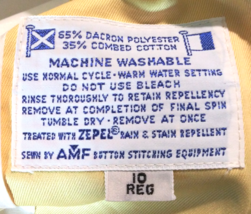 65% DACRON POLYESTER
35% COMBED COTTON
MACHINE WASHABLE
USE NORMAL CYCLE - WARM WATER SETTING
DO NOT USE BLEACH
RINSE THOROUGHLY TO RETAIN REPELLENCY
REMOVE AT COMPLETION OF FINAL SPIN
TUMBLE DRY - REMOVE AT ONCE
TREATED WITH ZEPEL® RAIN & STAIN REPELLENT
SEWN BY AMF BUTTON STITCHING EQUIPMENT
10
REG